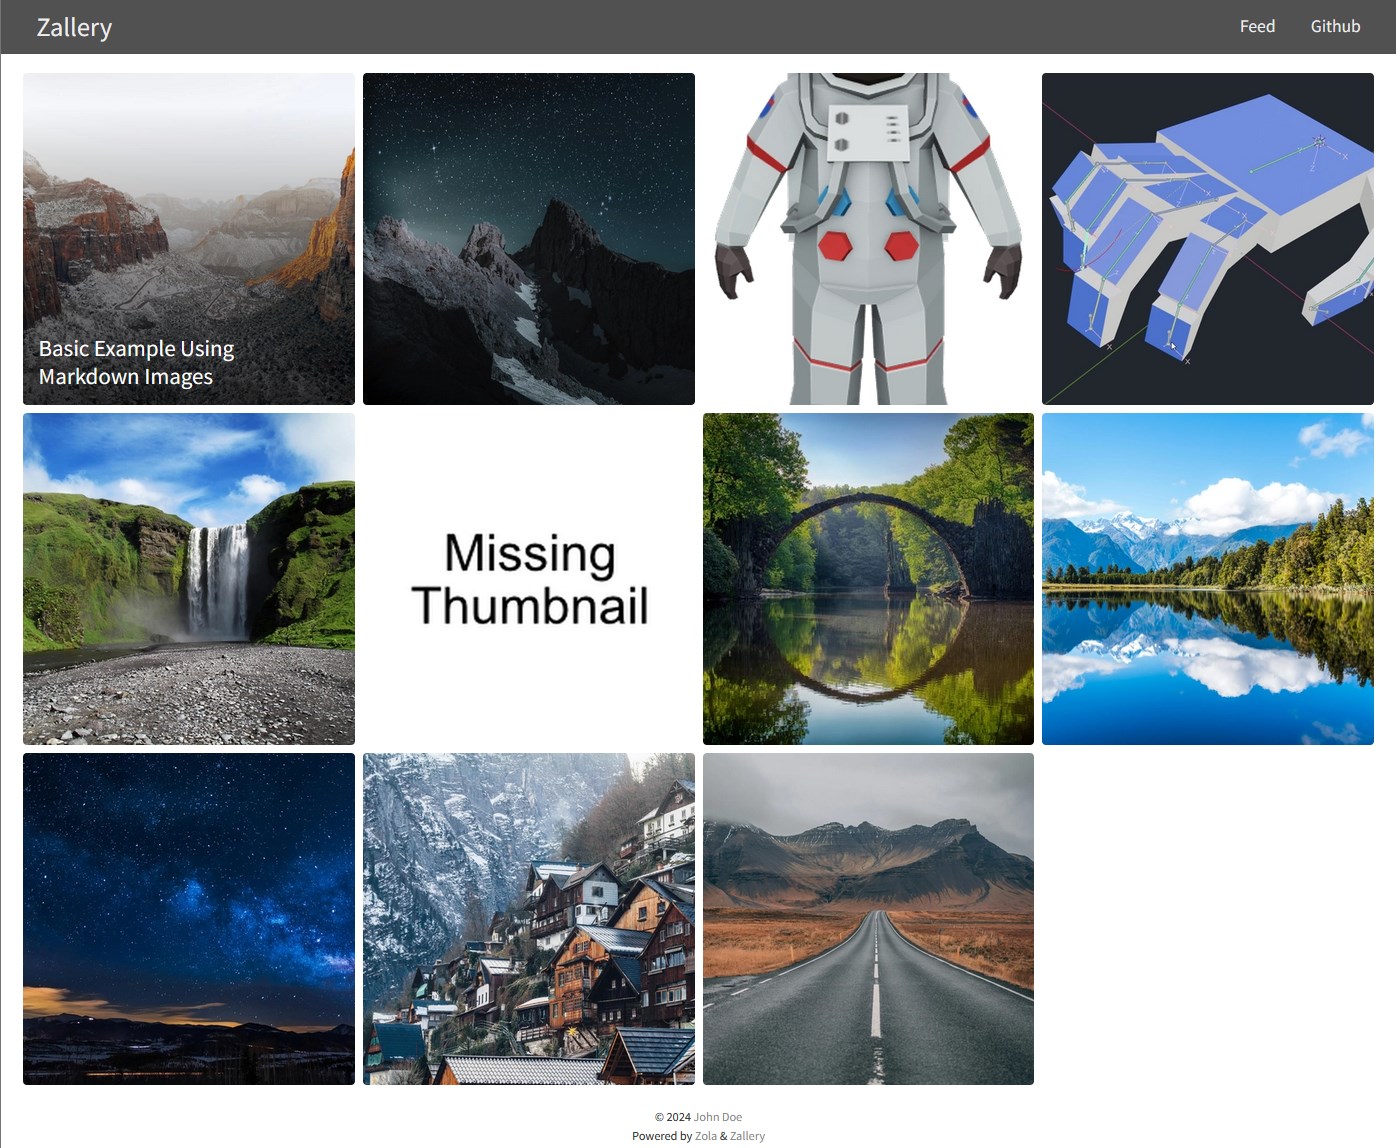 Zallery
Feed
Github
Basic Example Using
Markdown Images
Missing
Thumbnail
© 2024 John Doe
Powered by Zola & Zallery